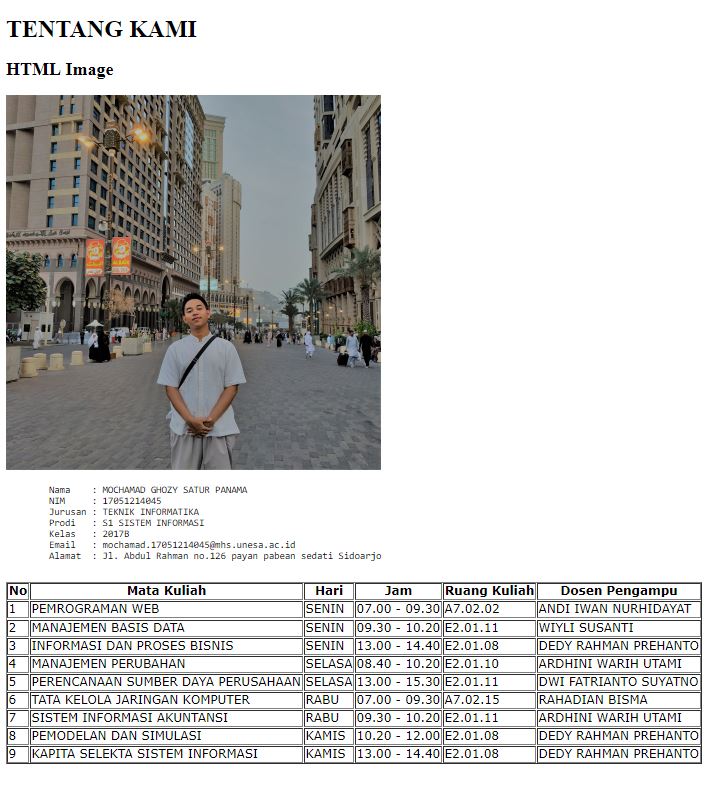 TENTANG KAMI
HTML Image
Nama : MOCHAMAD GHOZY SATUR PANAMA
NIM : 17051214045
Jurusan : TEKNIK INFORMATIKA
Prodi : S1 SISTEM INFORMASI
Kelas : 2017B
Email : mochamad.17051214045@mhs.unesa.ac.id
Alamat : Jl. Abdul Rahman no.126 payan pabean sedati Sidoarjo
No Mata Kuliah Hari Jam Ruang Kuliah Dosen Pengampu
1 PEMROGRAMAN WEB SENIN 07.00 - 09.30 A7.02.02 ANDI IWAN NURHIDAYAT
2 MANAJEMEN BASIS DATA SENIN 09.30 - 10.20 E2.01.11 WIYLI SUSANTI
3 INFORMASI DAN PROSES BISNIS SENIN 13.00 - 14.40 E2.01.08 DEDY RAHMAN PREHANTO
4 MANAJEMEN PERUBAHAN SELASA 08.40 - 10.20 E2.01.10 ARDHINI WARIH UTAMI
5 PERENCANAAN SUMBER DAYA PERUSAHAAN SELASA 13.00 - 15.30 E2.01.11 DWI FATRIANTO SUYATNO
6 TATA KELOLA JARINGAN KOMPUTER RABU 07.00 - 09.30 A7.02.15 RAHADIAN BISMA
7 SISTEM INFORMASI AKUNTANSI RABU 09.30 - 10.20 E2.01.11 ARDHINI WARIH UTAMI
8 PEMODELAN DAN SIMULASI KAMIS 10.20 - 12.00 E2.01.08 DEDY RAHMAN PREHANTO
9 KAPITA SELEKTA SISTEM INFORMASI KAMIS 13.00 - 14.40 E2.01.08 DEDY RAHMAN PREHANTO